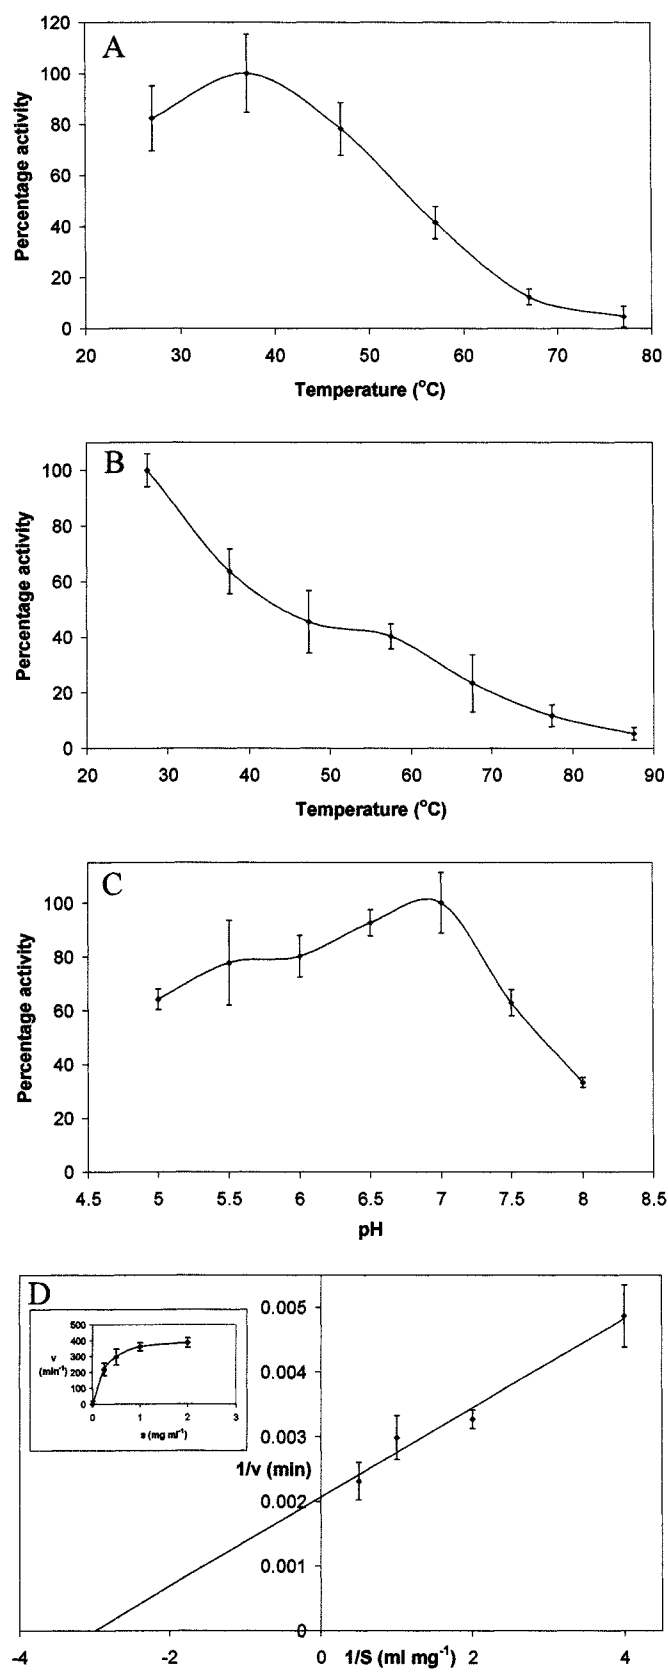 A
120
100
80
60
40
20
0
Percentage activity
20 30 40 50 60 70 80
Temperature (°C)
B
100
80
60
40
20
0
Percentage activity
20 30 40 50 60 70 80 90
Temperature (°C)
C
100
80
60
40
20
0
Percentage activity
4.5 5 5.5 6 6.5 7 7.5 8 8.5
pH
D
500
400
300
200
100
0
v
(min⁻¹)
0 1 2 3
s (mg ml⁻¹)
0.005
0.004
0.003
1/v (min)
0.002
0.001
0
-4 -2 0 2 4
1/S (ml mg⁻¹)